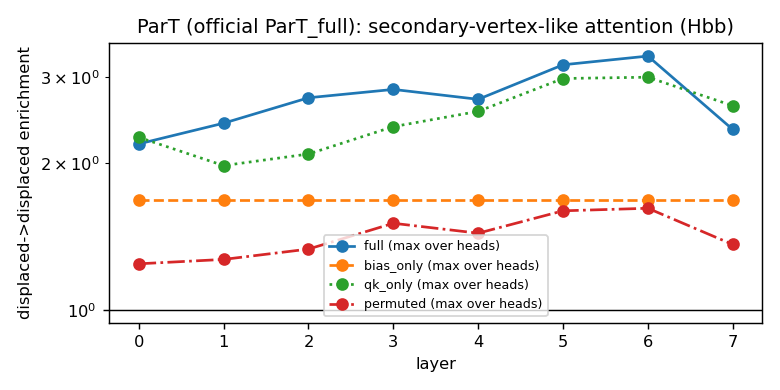 ParT (official ParT_full): secondary-vertex-like attention (Hbb)
displaced->displaced enrichment
3 × 10⁰
2 × 10⁰
10⁰
full (max over heads)
bias_only (max over heads)
qk_only (max over heads)
permuted (max over heads)
0 1 2 3 4 5 6 7
layer